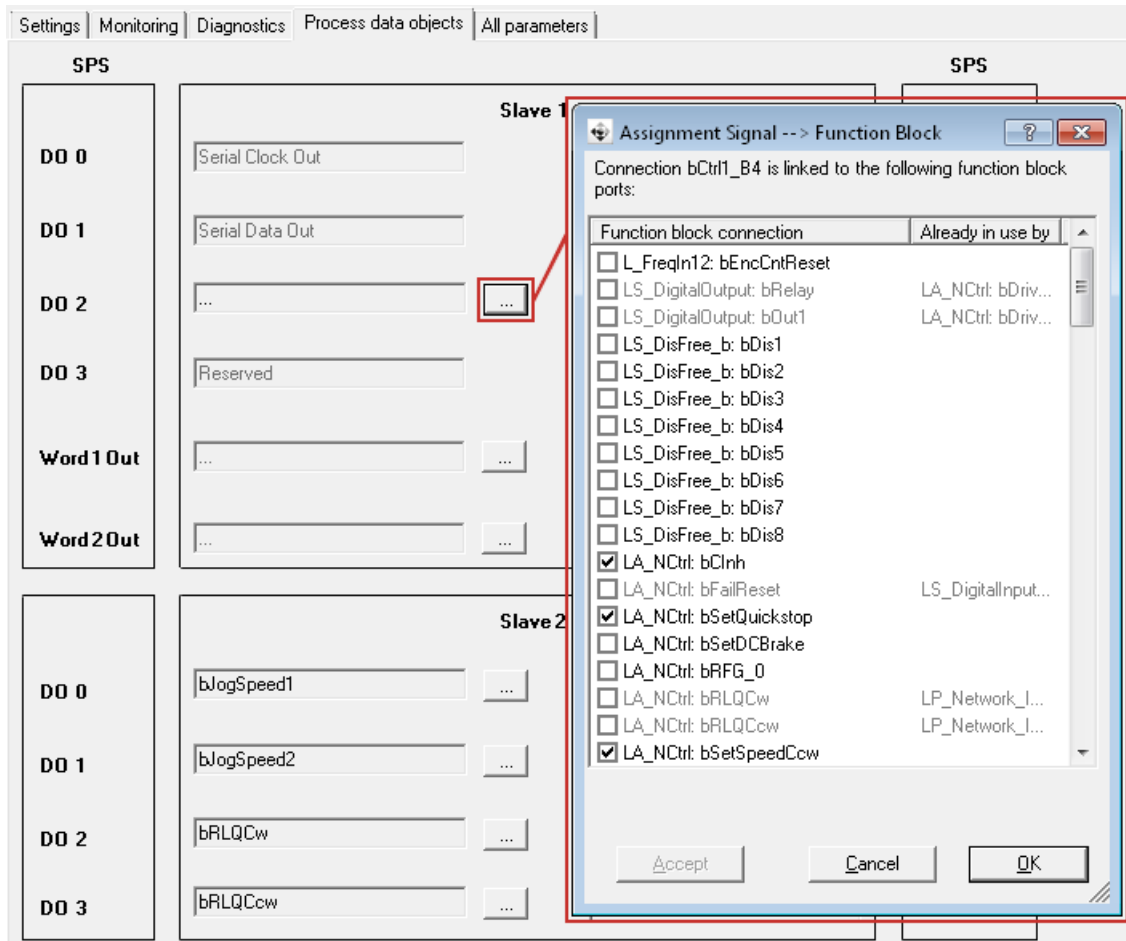 Settings Monitoring Diagnostics Process data objects All parameters
SPS
SPS
Slave 1
DO 0
Serial Clock Out
DO 1
Serial Data Out
DO 2
...
...
DO 3
Reserved
Word 1 Out
...
...
Word 2 Out
...
...
Slave 2
DO 0
bJogSpeed1
...
DO 1
bJogSpeed2
...
DO 2
bRLQCw
...
DO 3
bRLQCcw
...
Assignment Signal --> Function Block
?
Connection bCtrl1_B4 is linked to the following function block
ports:
Function block connection Already in use by
L_FreqIn12: bEncCntReset
LS_DigitalOutput: bRelay LA_NCtrl: bDriv...
LS_DigitalOutput: bOut1 LA_NCtrl: bDriv...
LS_DisFree_b: bDis1
LS_DisFree_b: bDis2
LS_DisFree_b: bDis3
LS_DisFree_b: bDis4
LS_DisFree_b: bDis5
LS_DisFree_b: bDis6
LS_DisFree_b: bDis7
LS_DisFree_b: bDis8
LA_NCtrl: bCInh
LA_NCtrl: bFailReset LS_DigitalInput...
LA_NCtrl: bSetQuickstop
LA_NCtrl: bSetDCBrake
LA_NCtrl: bRFG_0
LA_NCtrl: bRLQCw LP_Network_I...
LA_NCtrl: bRLQCcw LP_Network_I...
LA_NCtrl: bSetSpeedCcw
Accept Cancel OK